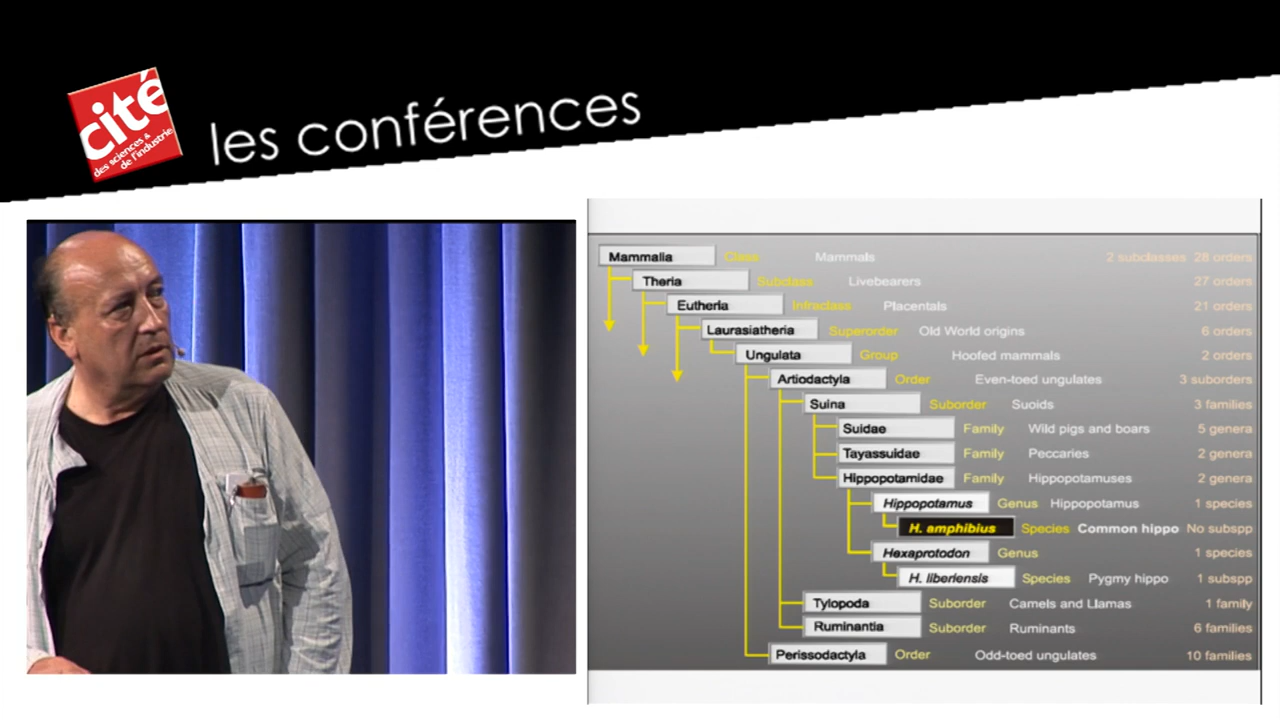 cité
des sciences &
de l'industrie
les conférences
Mammalia Class Mammals 2 subclasses 28 orders
Theria Subclass Livebearers 27 orders
Eutheria Infraclass Placentals 21 orders
Laurasiatheria Superorder Old World origins 6 orders
Ungulata Group Hoofed mammals 2 orders
Artiodactyla Order Even-toed ungulates 3 suborders
Suina Suborder Suoids 3 families
Suidae Family Wild pigs and boars 5 genera
Tayassuidae Family Peccaries 2 genera
Hippopotamidae Family Hippopotamuses 2 genera
Hippopotamus Genus Hippopotamus 1 species
H. amphibius Species Common hippo No subspp
Hexaprotodon Genus 1 species
H. liberiensis Species Pygmy hippo 1 subspp
Tylopoda Suborder Camels and Llamas 1 family
Ruminantia Suborder Ruminants 6 families
Perissodactyla Order Odd-toed ungulates 10 families